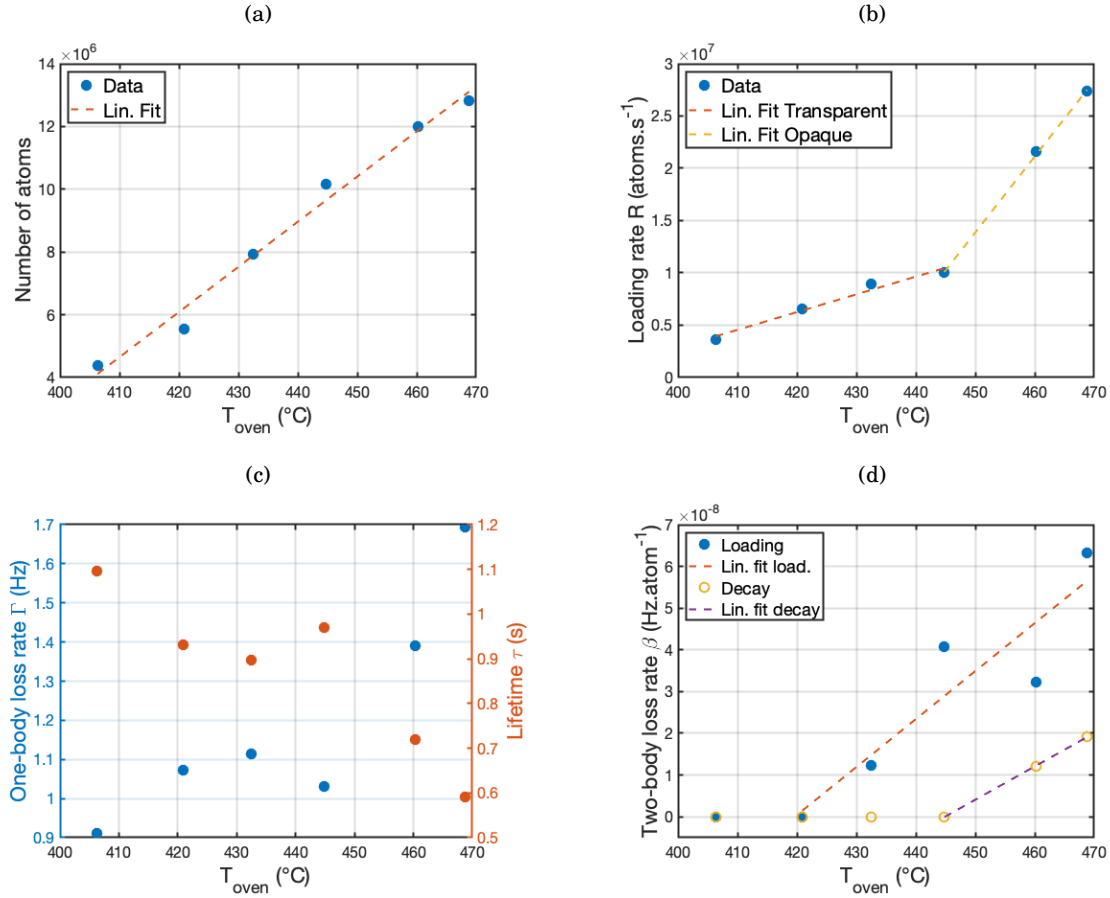 (a)
×10⁶
Data
Lin. Fit
Number of atoms
14
12
10
8
6
4
400 410 420 430 440 450 460 470
T_oven (°C)
(b)
×10⁷
Data
Lin. Fit Transparent
Lin. Fit Opaque
Loading rate R (atoms.s⁻¹)
3
2.5
2
1.5
1
0.5
0
400 410 420 430 440 450 460 470
T_oven (°C)
(c)
One-body loss rate Γ (Hz)
1.7
1.6
1.5
1.4
1.3
1.2
1.1
1
0.9
1.2
1.1
1
0.9
0.8
0.7
0.6
0.5
Lifetime τ (s)
400 410 420 430 440 450 460 470
T_oven (°C)
(d)
×10⁻⁸
Loading
Lin. fit load.
Decay
Lin. fit decay
Two-body loss rate β (Hz.atom⁻¹)
7
6
5
4
3
2
1
0
400 410 420 430 440 450 460 470
T_oven (°C)